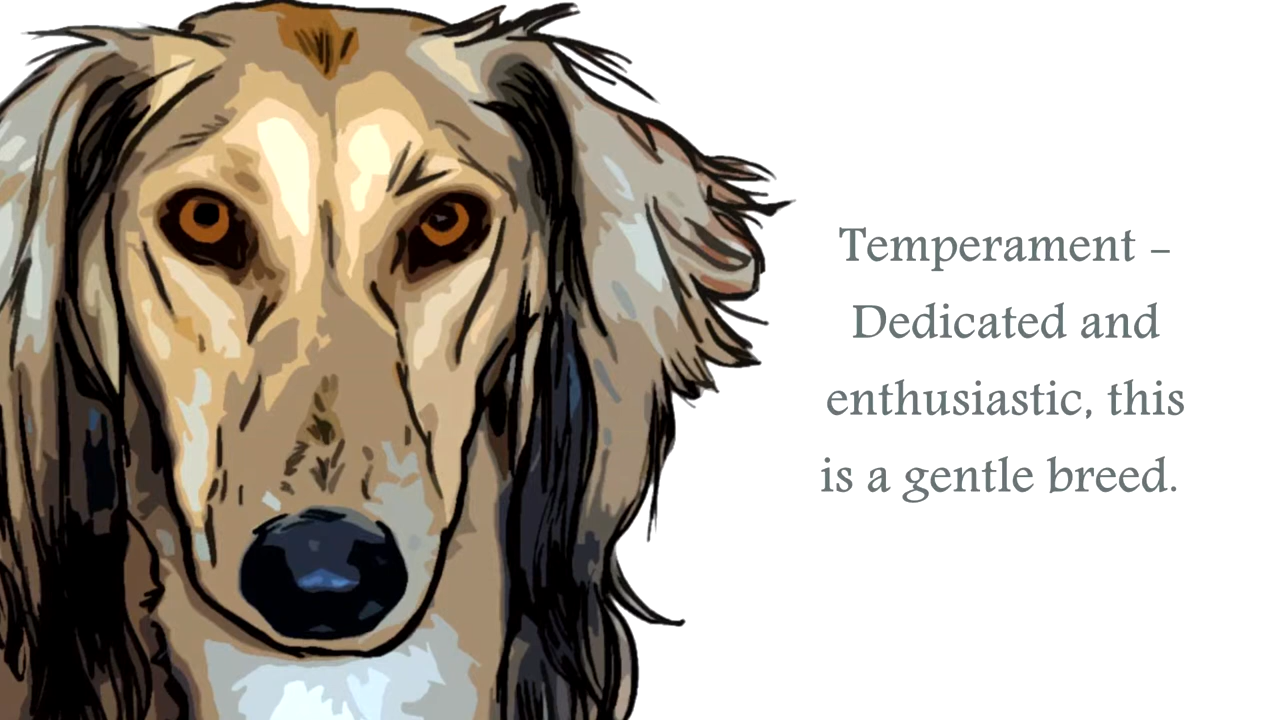 Temperament –
Dedicated and
enthusiastic, this
is a gentle breed.